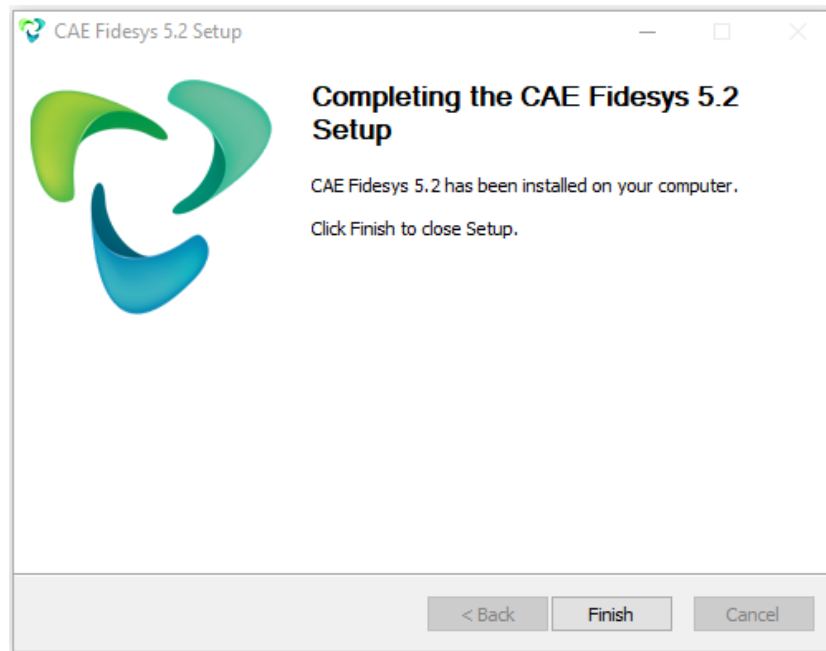 CAE Fidesys 5.2 Setup
Completing the CAE Fidesys 5.2
Setup
CAE Fidesys 5.2 has been installed on your computer.
Click Finish to close Setup.
< Back
Finish
Cancel